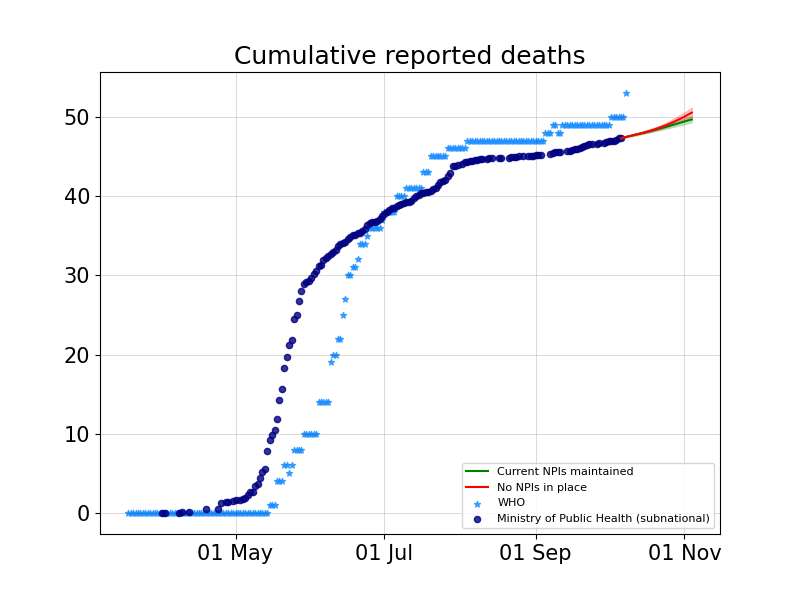 Cumulative reported deaths
50
40
30
20
10
0
Current NPIs maintained
No NPIs in place
WHO
Ministry of Public Health (subnational)
01 May
01 Jul
01 Sep
01 Nov